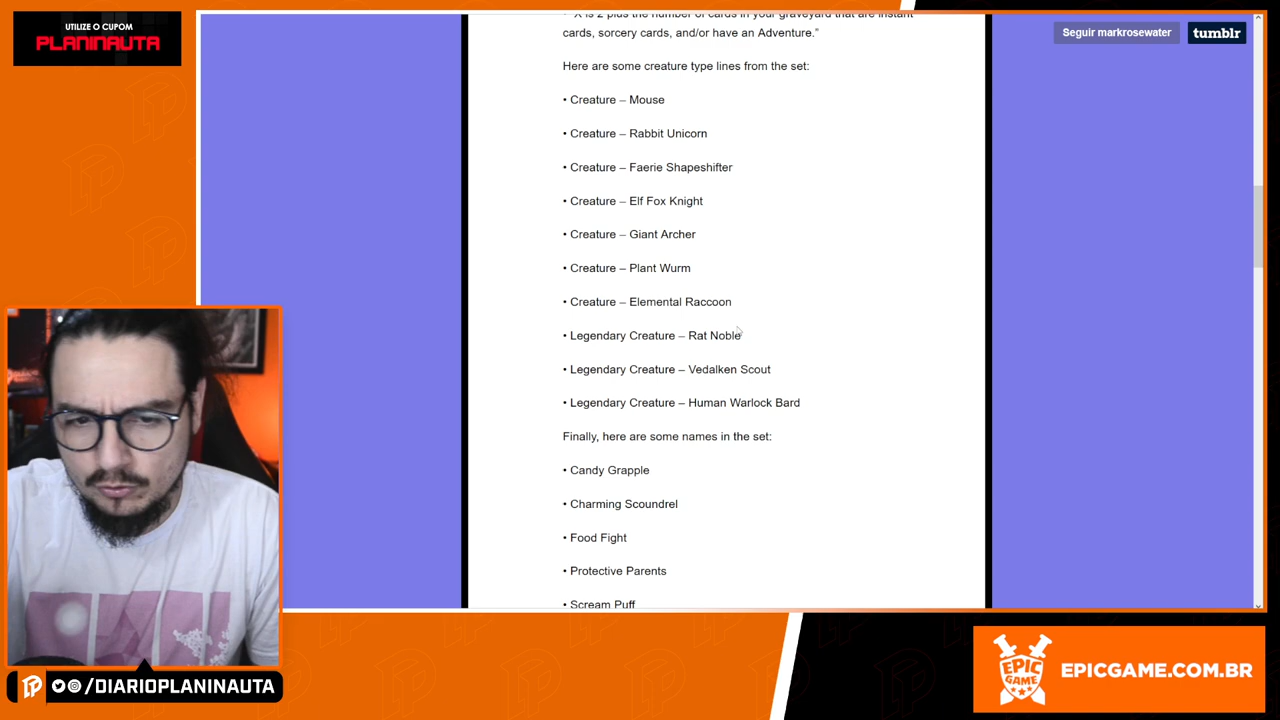 UTILIZE O CUPOM
PLANINAUTA
"X is 2 plus the number of cards in your graveyard that are instant
cards, sorcery cards, and/or have an Adventure.”
Seguir markrosewater
tumblr
Here are some creature type lines from the set:
• Creature – Mouse
• Creature – Rabbit Unicorn
• Creature – Faerie Shapeshifter
• Creature – Elf Fox Knight
• Creature – Giant Archer
• Creature – Plant Wurm
• Creature – Elemental Raccoon
• Legendary Creature – Rat Noble
• Legendary Creature – Vedalken Scout
• Legendary Creature – Human Warlock Bard
Finally, here are some names in the set:
• Candy Grapple
• Charming Scoundrel
• Food Fight
• Protective Parents
• Scream Puff
/DIARIOPLANINAUTA
EPIC
GAME
EPICGAME.COM.BR